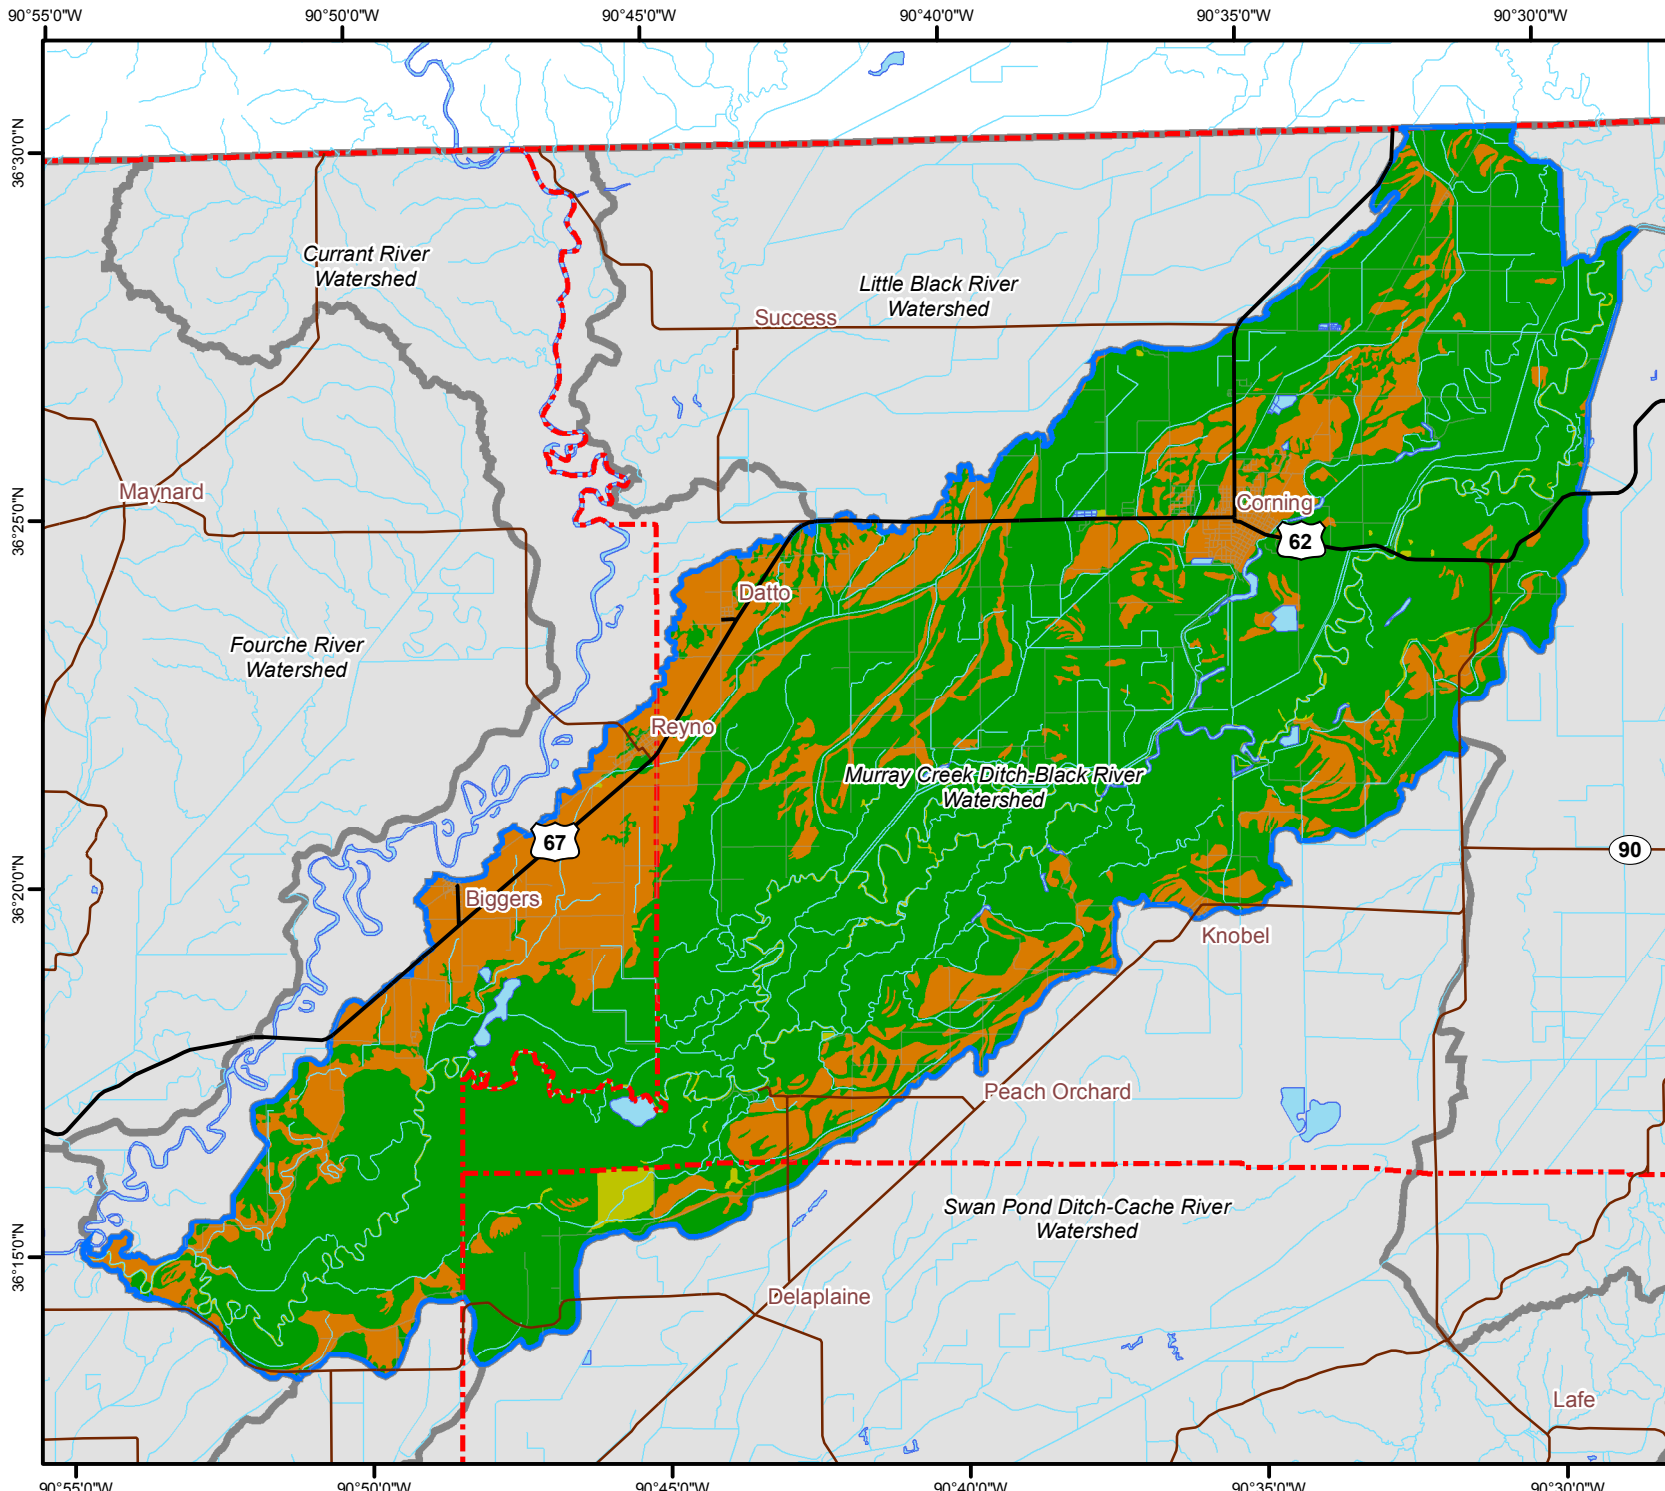 90°55'0"W 90°50'0"W 90°45'0"W 90°40'0"W 90°35'0"W 90°30'0"W
36°30'0"N
Currant River
Watershed
Little Black River
Watershed
Success
Maynard
36°25'0"N
Corning
62
Datto
Fourche River
Watershed
Reyno
Murray Creek Ditch-Black River
Watershed
67
90
36°20'0"N
Biggers
Knobel
Peach Orchard
Swan Pond Ditch-Cache River
Watershed
36°15'0"N
Delaplaine
Lafe
90°55'0"W 90°50'0"W 90°45'0"W 90°40'0"W 90°35'0"W 90°30'0"W